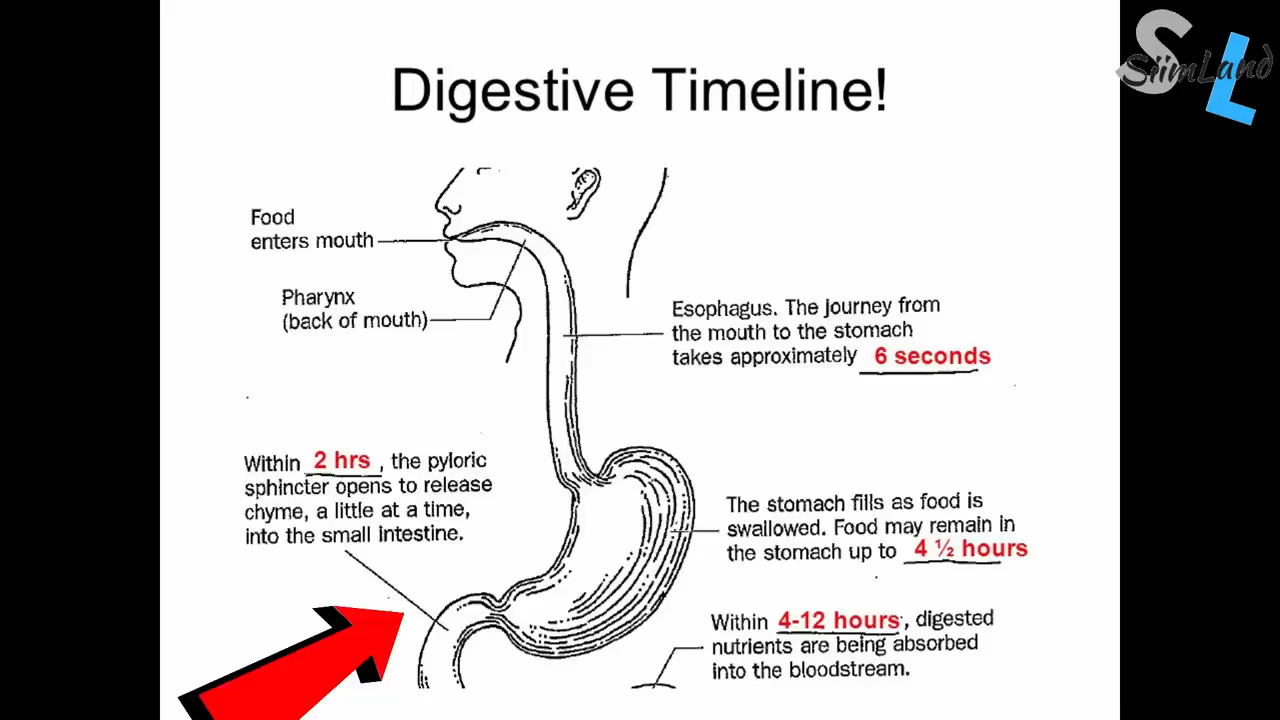 Digestive Timeline!
SL
SiimLand
Food
enters mouth
Pharynx
(back of mouth)
Esophagus. The journey from
the mouth to the stomach
takes approximately 6 seconds
Within 2 hrs, the pyloric
sphincter opens to release
chyme, a little at a time,
into the small intestine.
The stomach fills as food is
swallowed. Food may remain in
the stomach up to 4 ½ hours
Within 4-12 hours, digested
nutrients are being absorbed
into the bloodstream.